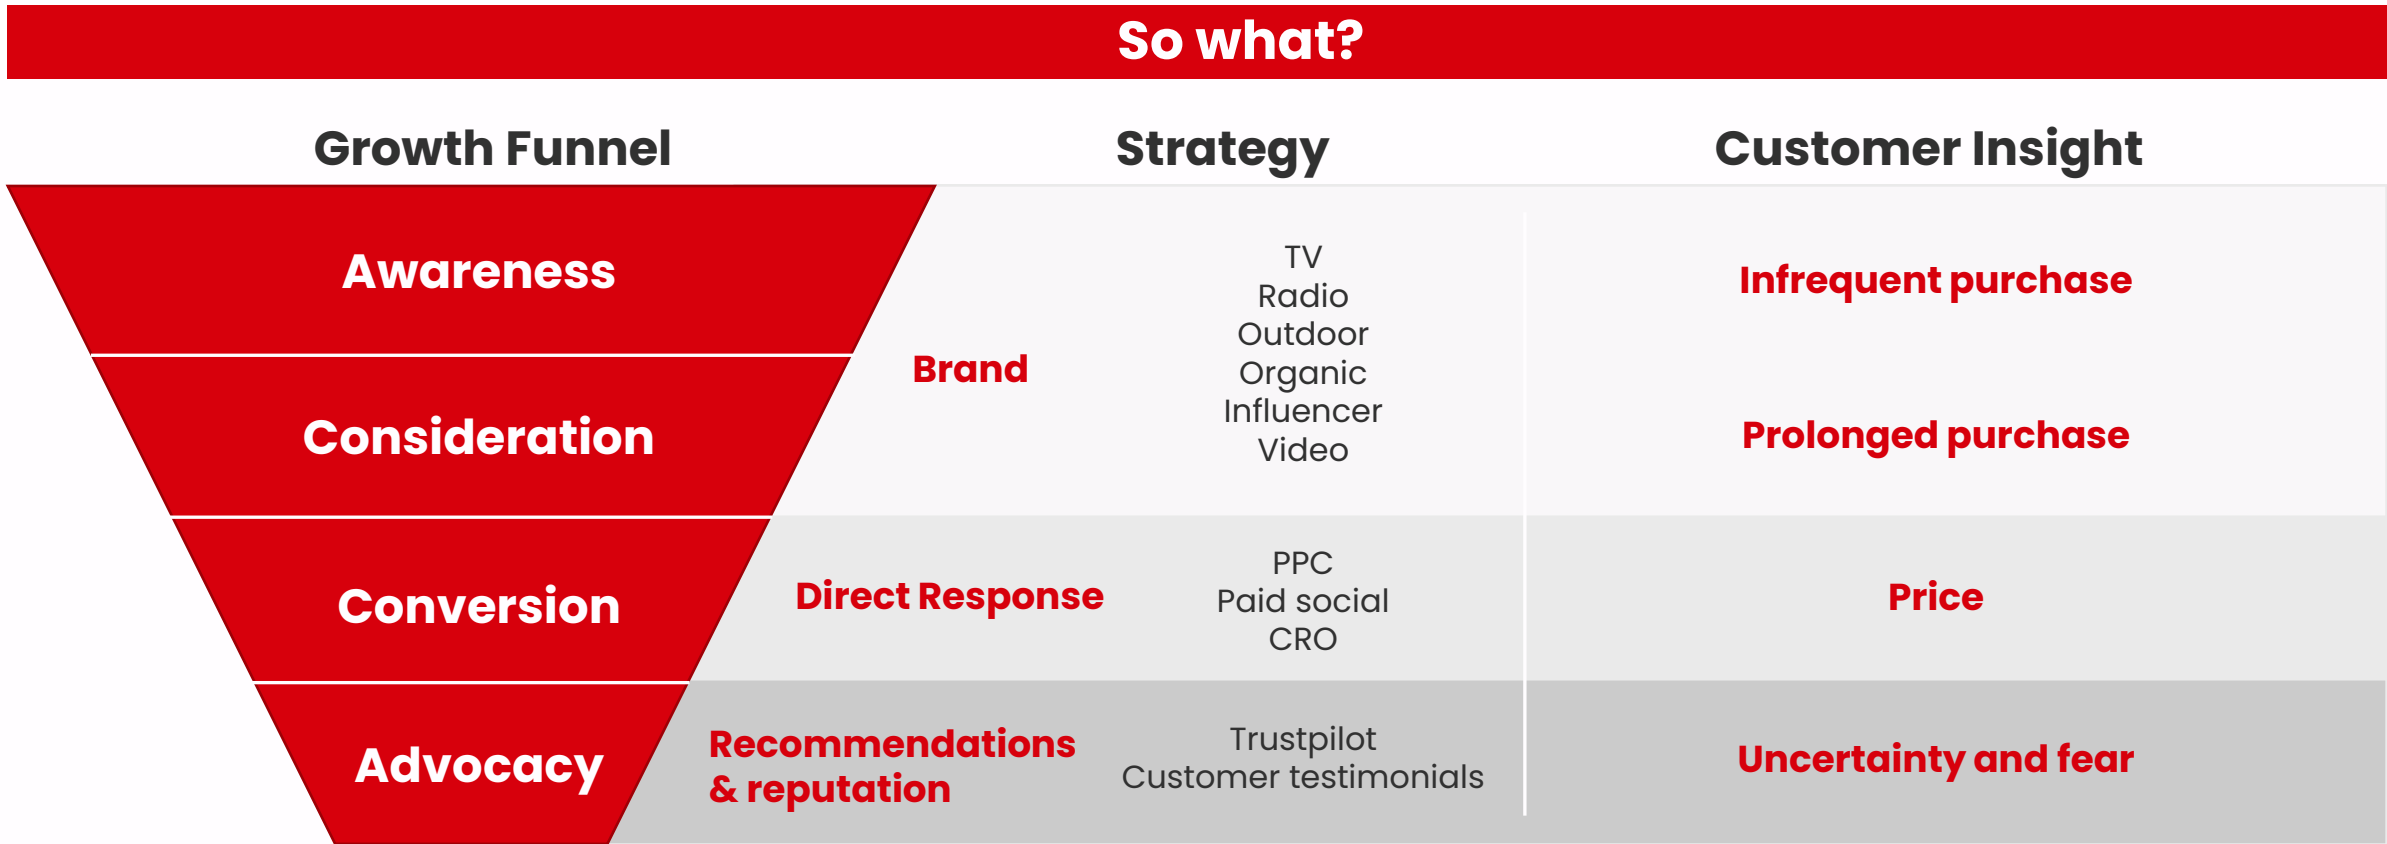 So what?
Growth Funnel
Strategy
Customer Insight
Awareness
Consideration
Brand
TV
Radio
Outdoor
Organic
Influencer
Video
Infrequent purchase
Prolonged purchase
Conversion
Direct Response
PPC
Paid social
CRO
Price
Advocacy
Recommendations
& reputation
Trustpilot
Customer testimonials
Uncertainty and fear